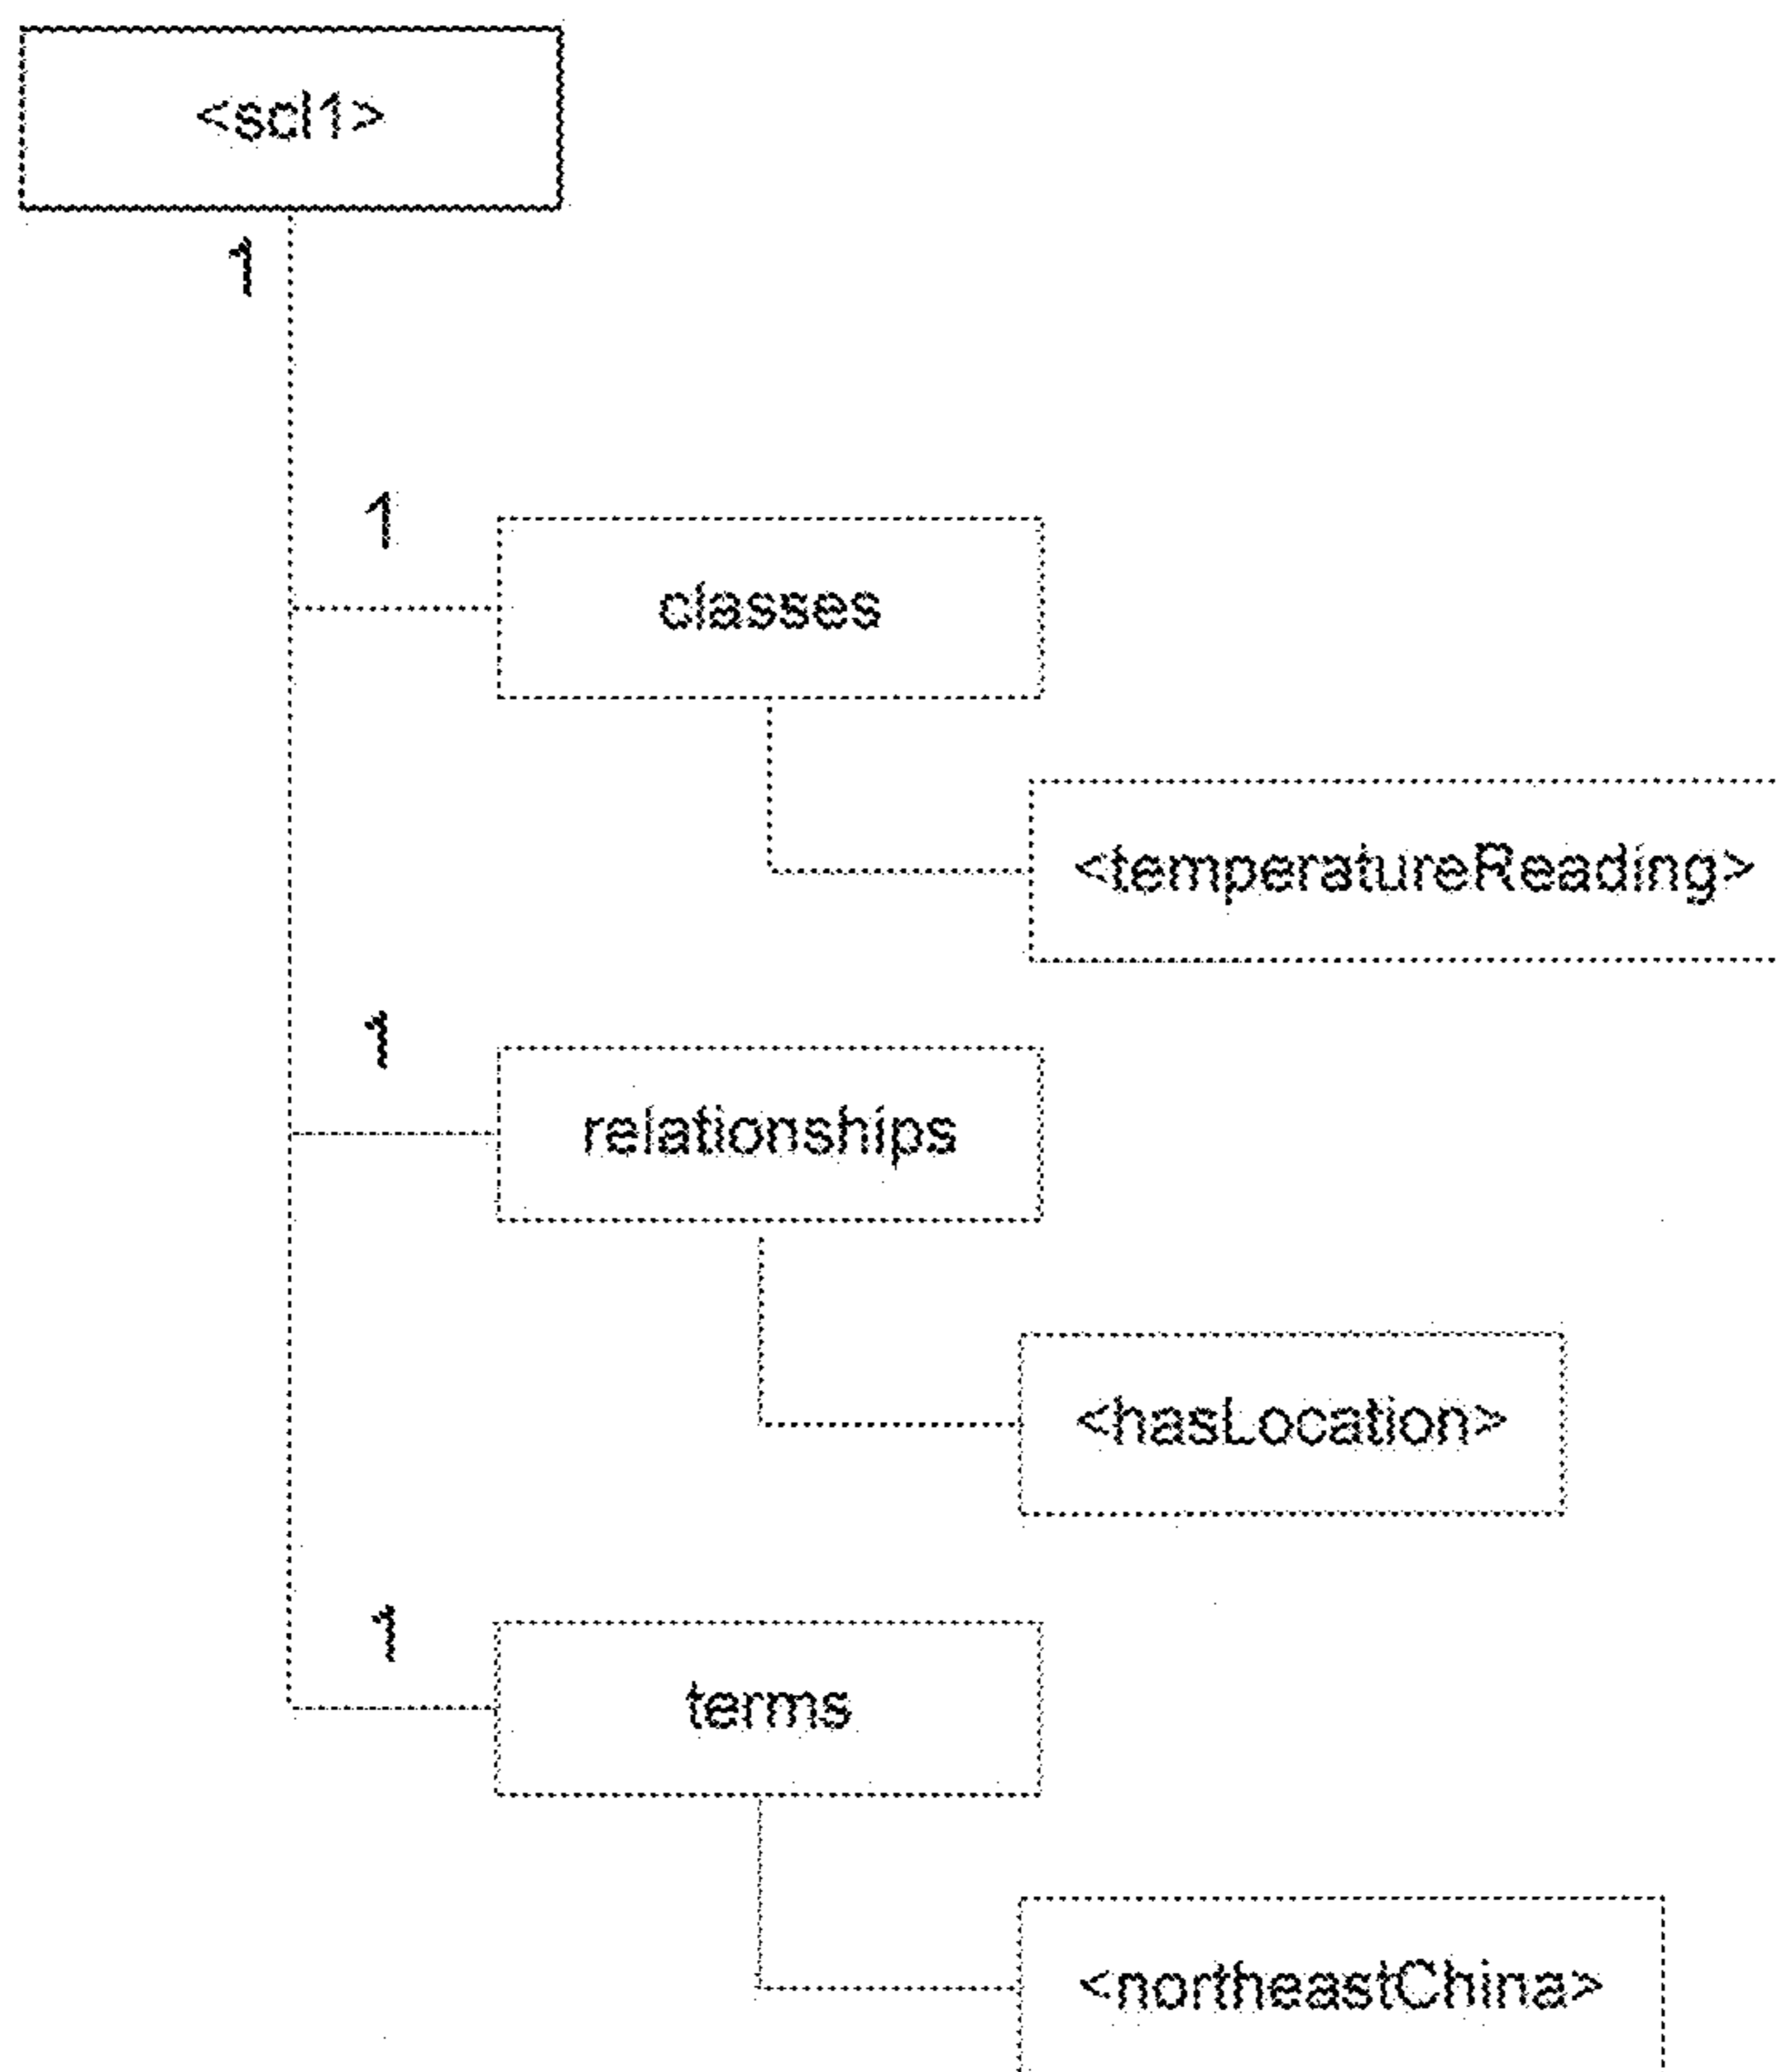 <scl1>
1
1
classes
<temperatureReading>
1
relationships
<hasLocation>
1
terms
<northeastChina>